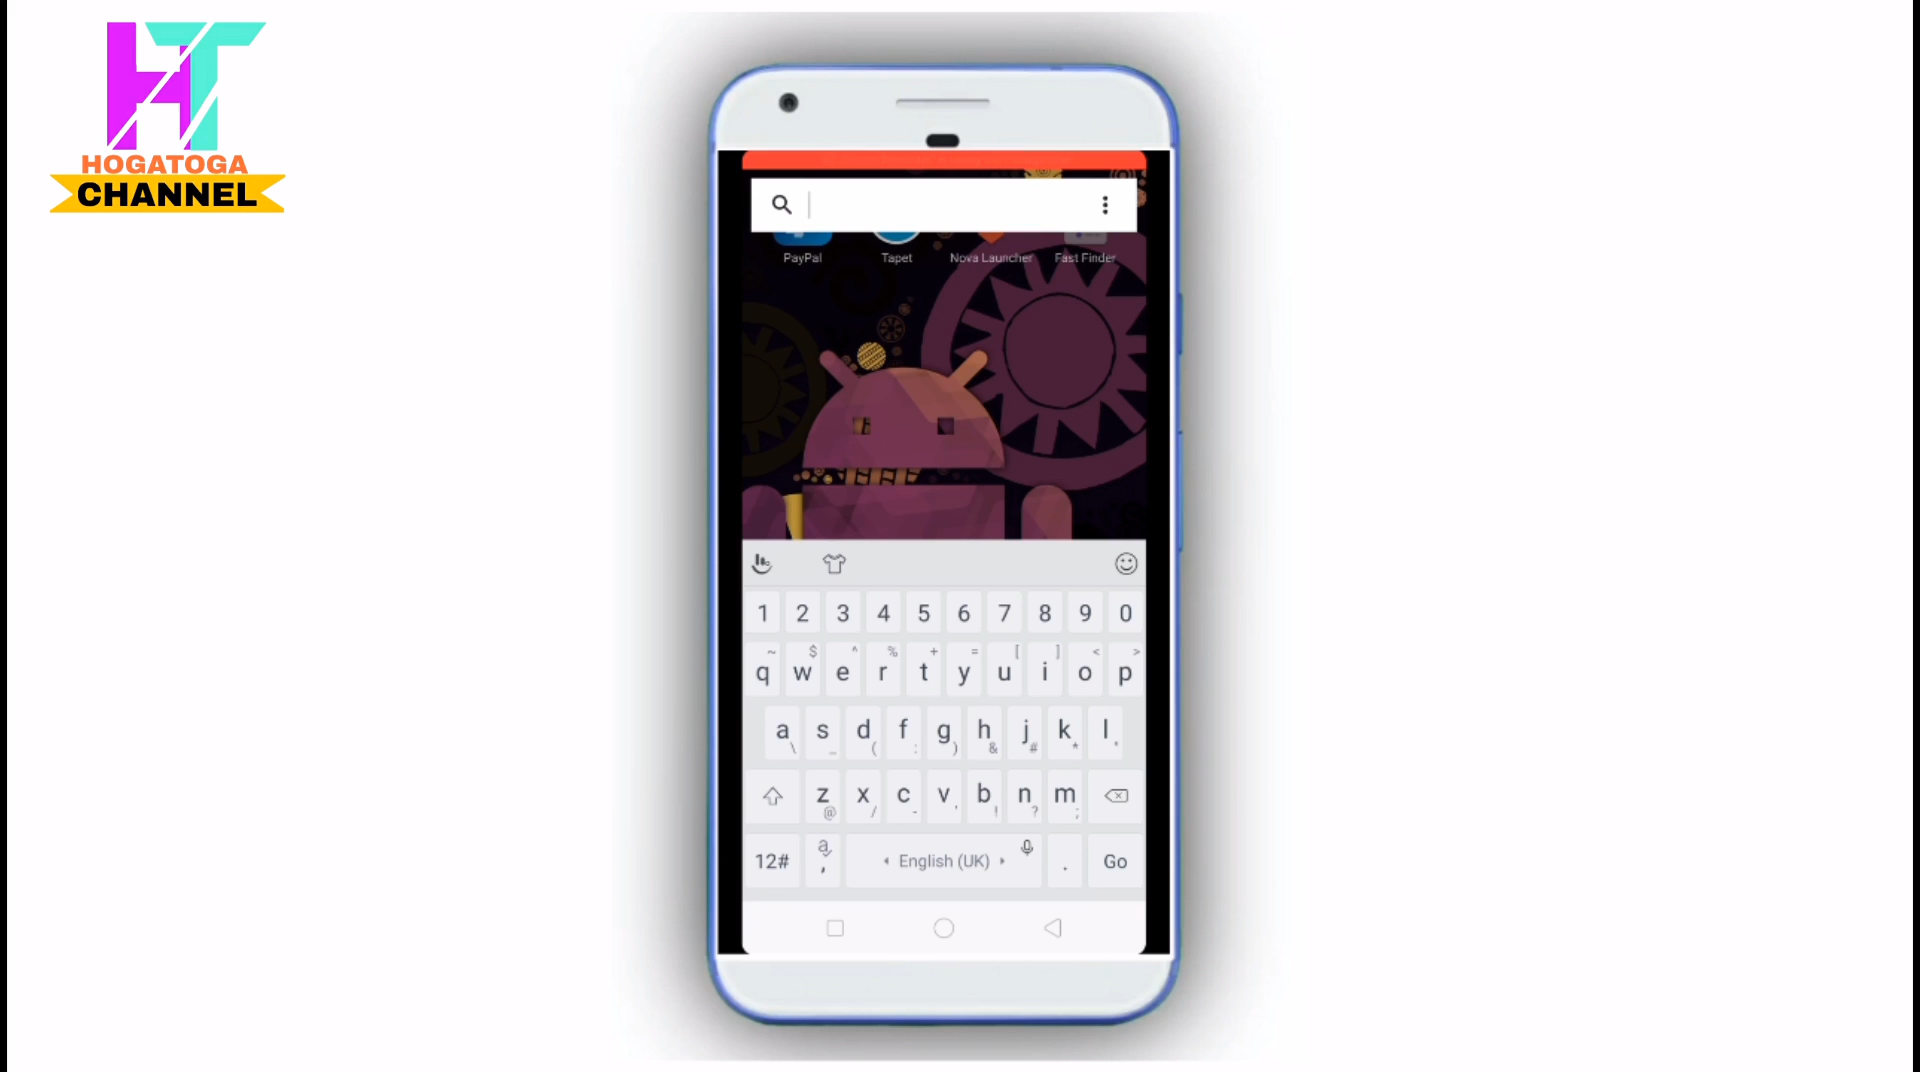 HT
HOGATOGA
CHANNEL
PayPal Tapet Nova Launcher Fast Finder
1 2 3 4 5 6 7 8 9 0
~ $ ^ % + = [ ] < >
q w e r t y u i o p
a s d f g h j k l
\ _ ( : ) & # * '
z x c v b n m
@ / - ' ! ? ;
12# a , English (UK) . Go